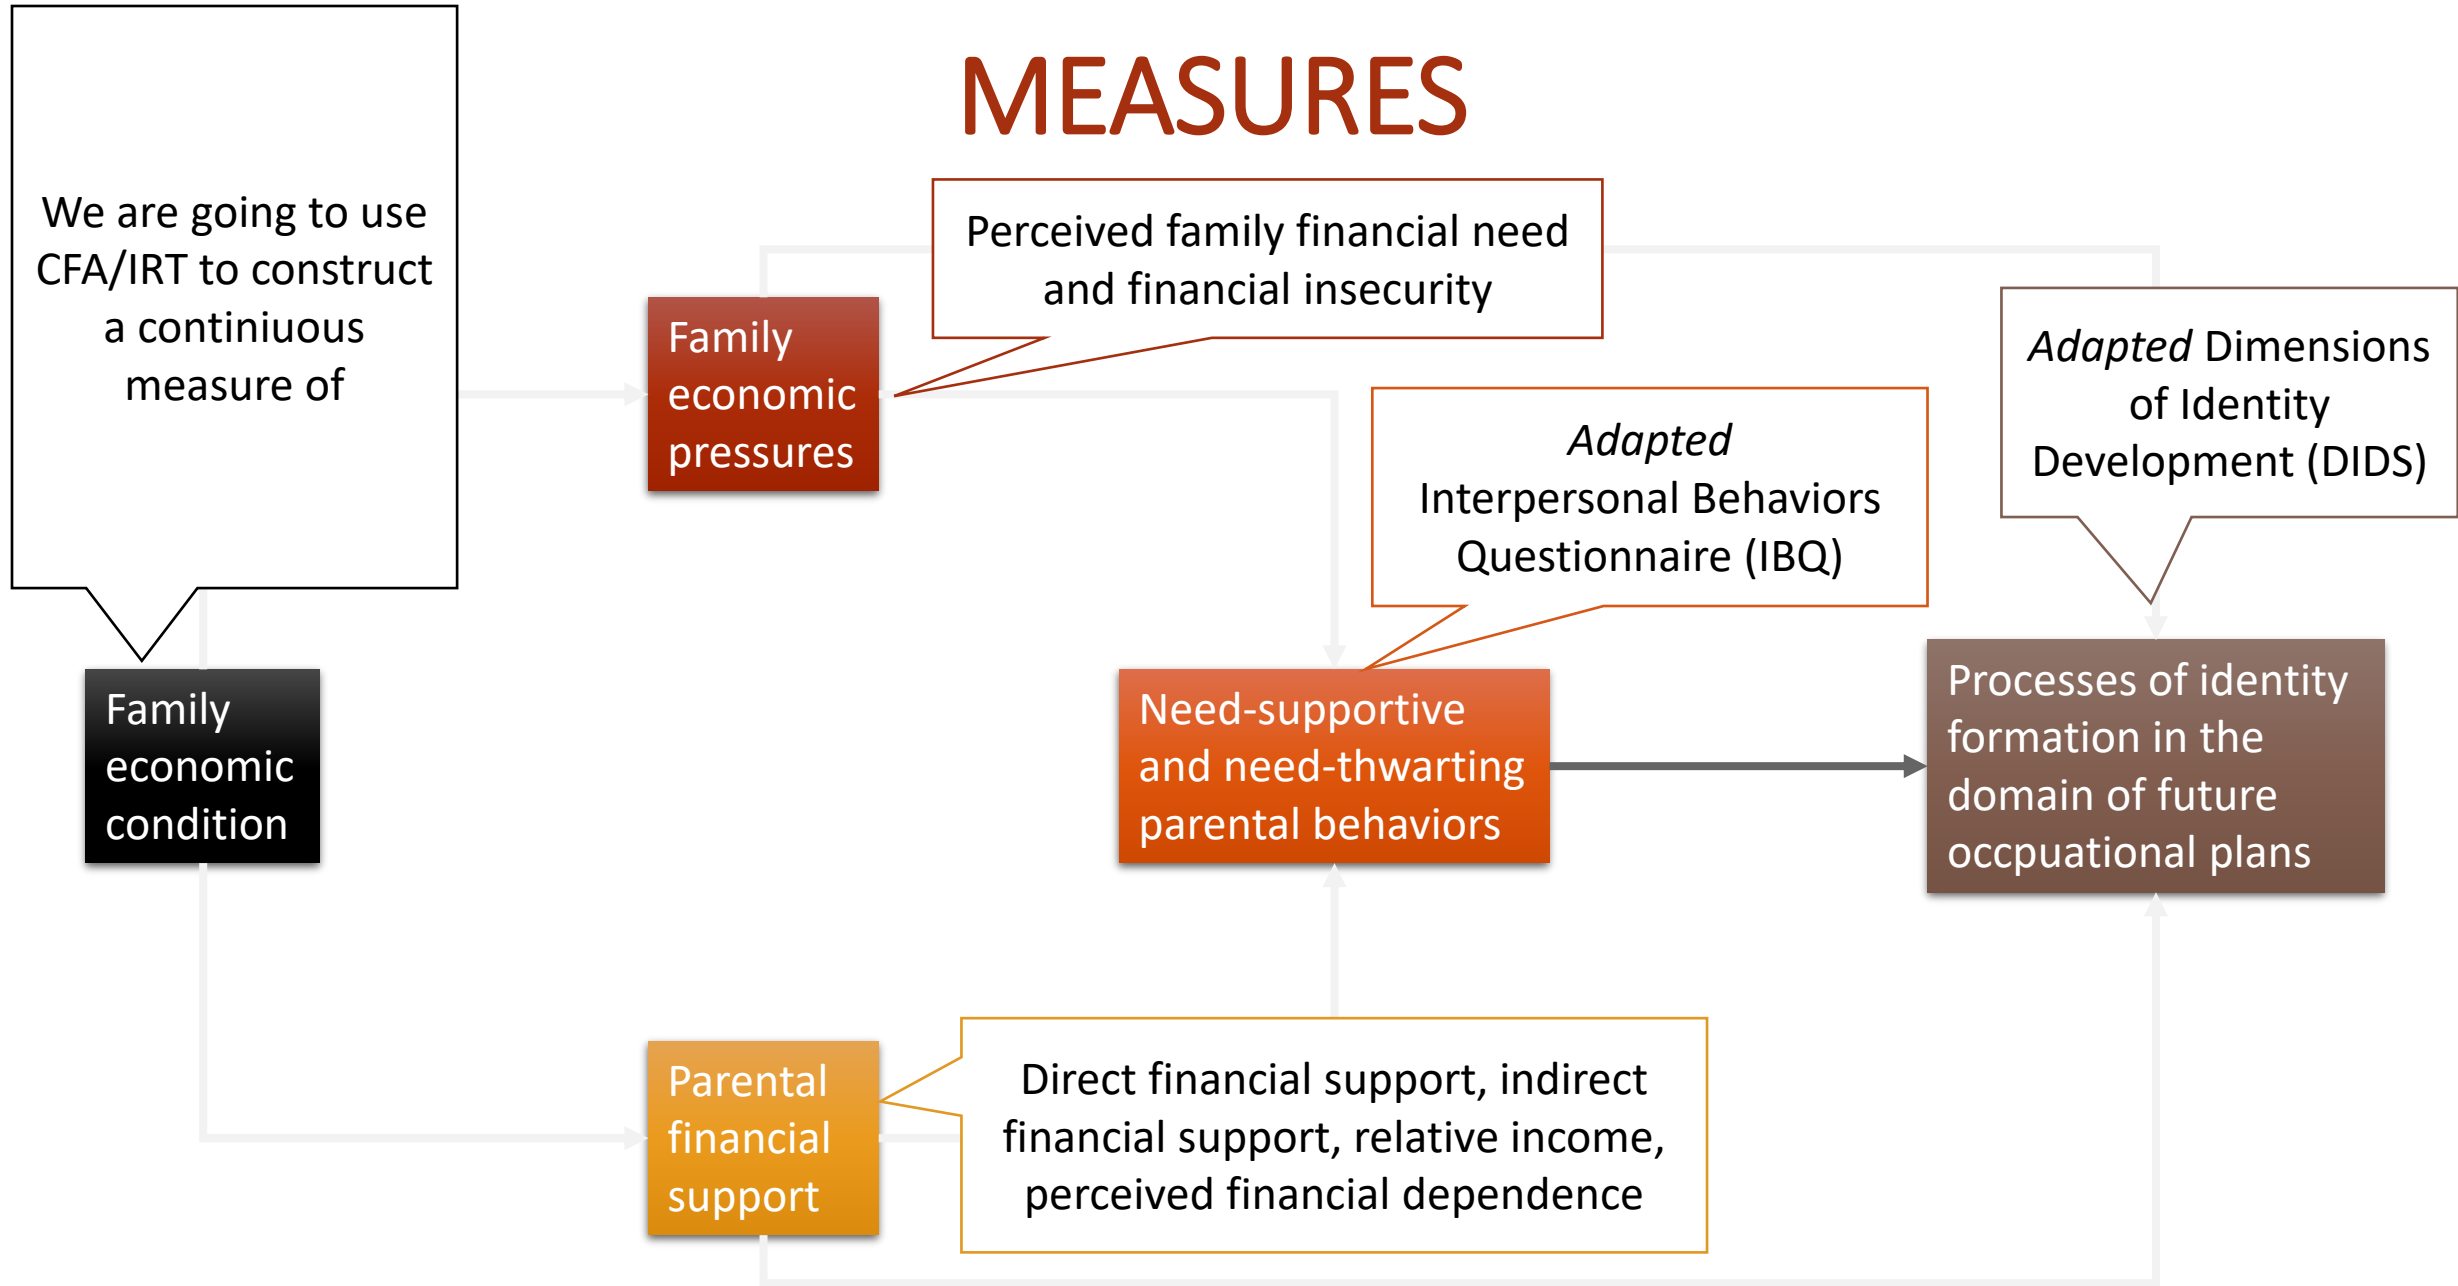 MEASURES
We are going to use
CFA/IRT to construct
a continiuous
measure of
Perceived family financial need
and financial insecurity
Family
economic
pressures
Adapted Dimensions
of Identity
Development (DIDS)
Adapted
Interpersonal Behaviors
Questionnaire (IBQ)
Family
economic
condition
Need-supportive
and need-thwarting
parental behaviors
Processes of identity
formation in the
domain of future
occpuational plans
Parental
financial
support
Direct financial support, indirect
financial support, relative income,
perceived financial dependence